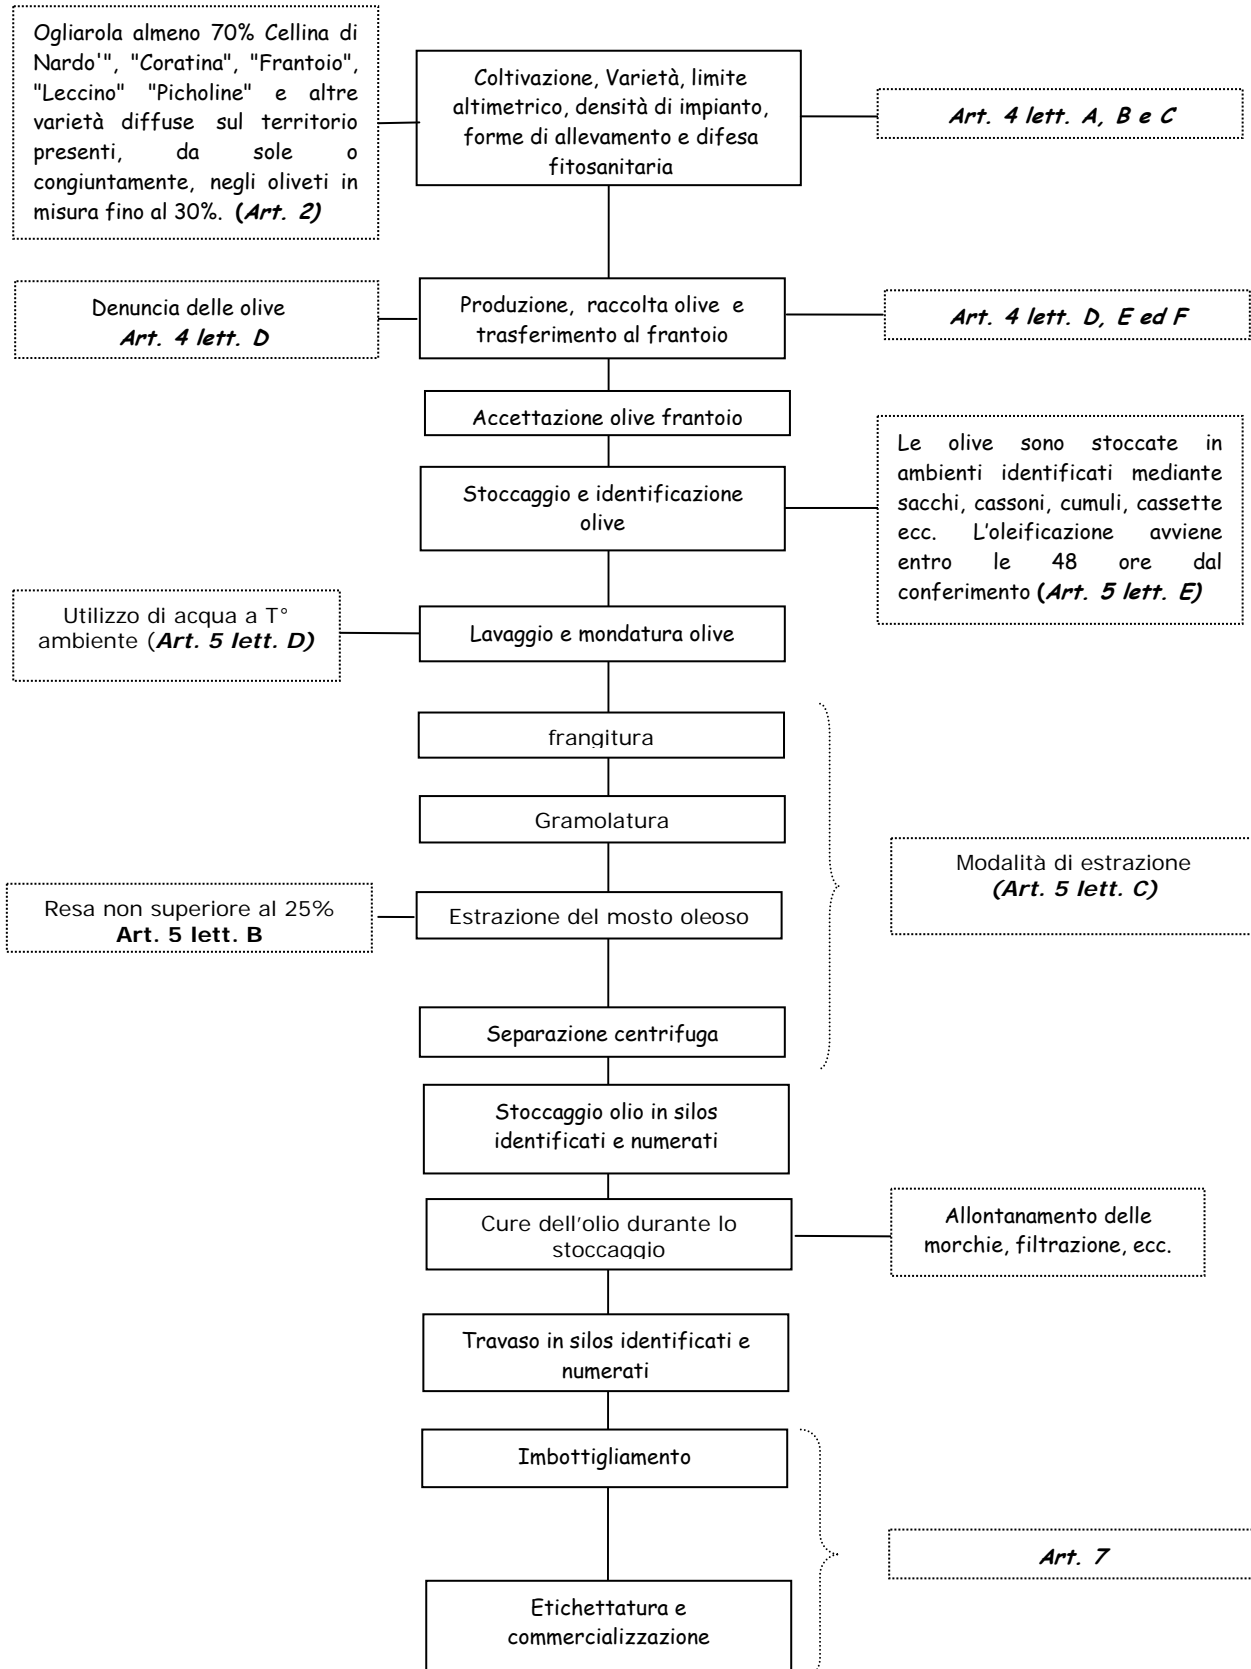 Ogliarola almeno 70% Cellina di
Nardo'", "Coratina", "Frantoio",
"Leccino" "Picholine" e altre
varietà diffuse sul territorio
presenti, da sole o
congiuntamente, negli oliveti in
misura fino al 30%. (Art. 2)
Coltivazione, Varietà, limite
altimetrico, densità di impianto,
forme di allevamento e difesa
fitosanitaria
Art. 4 lett. A, B e C
Denuncia delle olive
Art. 4 lett. D
Produzione, raccolta olive e
trasferimento al frantoio
Art. 4 lett. D, E ed F
Accettazione olive frantoio
Stoccaggio e identificazione
olive
Le olive sono stoccate in
ambienti identificati mediante
sacchi, cassoni, cumuli, cassette
ecc. L'oleificazione avviene
entro le 48 ore dal
conferimento (Art. 5 lett. E)
Utilizzo di acqua a T°
ambiente (Art. 5 lett. D)
Lavaggio e mondatura olive
frangitura
Gramolatura
Modalità di estrazione
(Art. 5 lett. C)
Resa non superiore al 25%
Art. 5 lett. B
Estrazione del mosto oleoso
Separazione centrifuga
Stoccaggio olio in silos
identificati e numerati
Cure dell'olio durante lo
stoccaggio
Allontanamento delle
morchie, filtrazione, ecc.
Travaso in silos identificati e
numerati
Imbottigliamento
Art. 7
Etichettatura e
commercializzazione